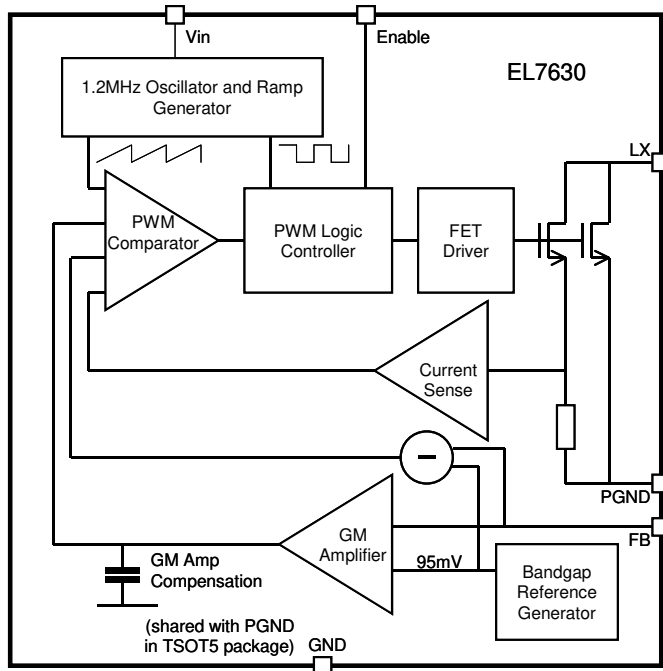 Vin
Enable
EL7630
1.2MHz Oscillator and Ramp
Generator
LX
PWM
Comparator
PWM Logic
Controller
FET
Driver
Current
Sense
PGND
FB
GM
Amplifier
95mV
Bandgap
Reference
Generator
GM Amp
Compensation
(shared with PGND
in TSOT5 package)
GND